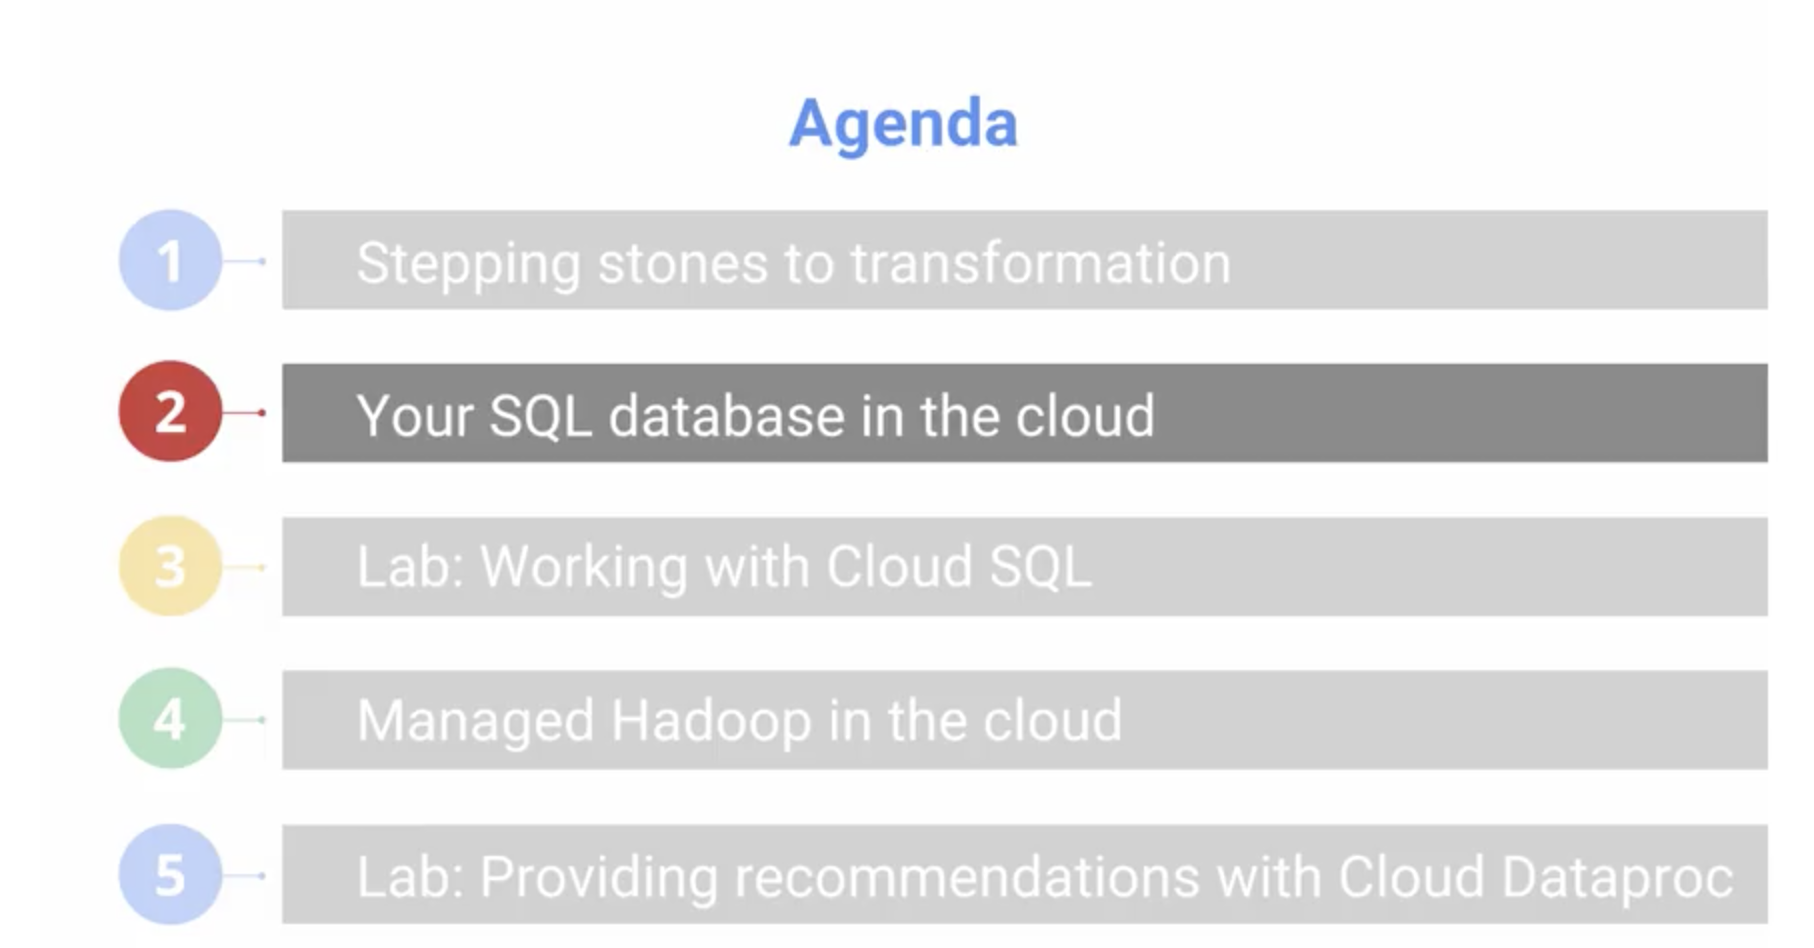 Agenda
1 Stepping stones to transformation
2 Your SQL database in the cloud
3 Lab: Working with Cloud SQL
4 Managed Hadoop in the cloud
5 Lab: Providing recommendations with Cloud Dataproc